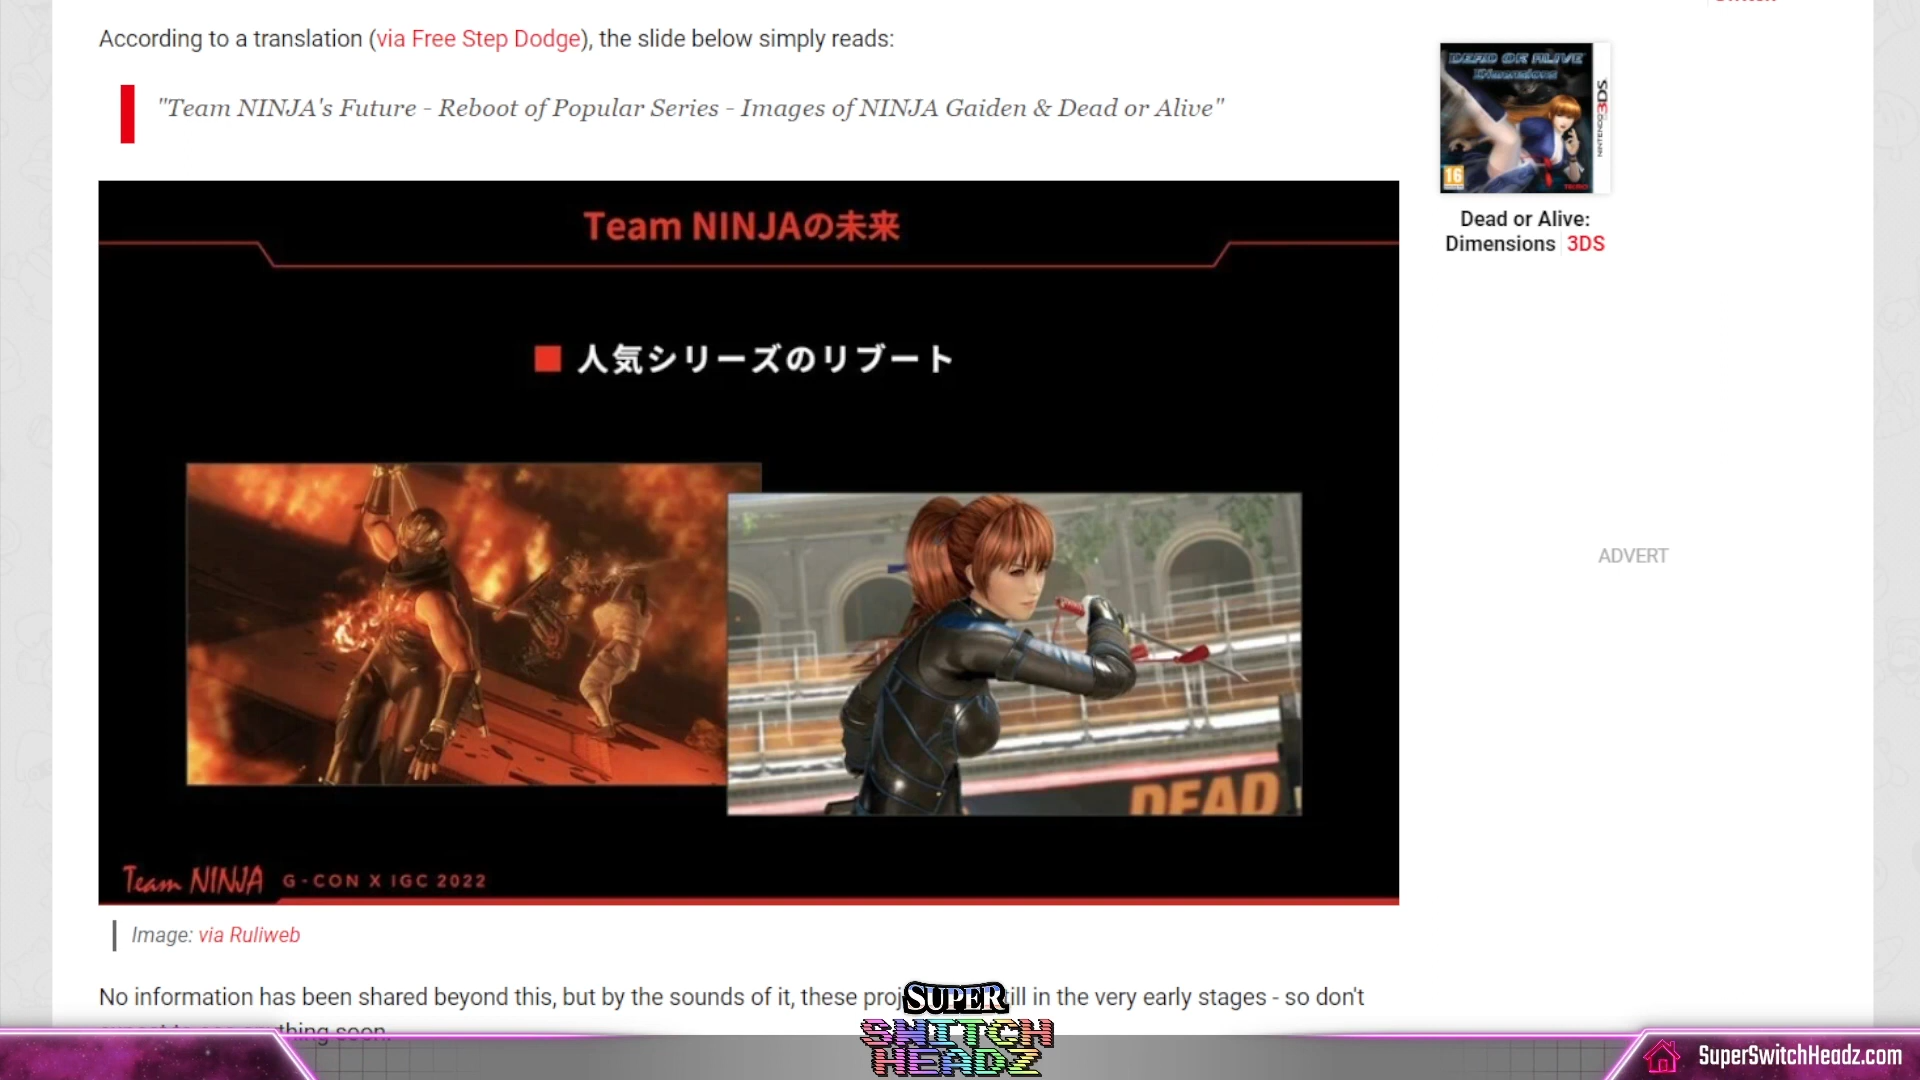 According to a translation (via Free Step Dodge), the slide below simply reads:
"Team NINJA's Future - Reboot of Popular Series - Images of NINJA Gaiden & Dead or Alive"
DEAD OR ALIVE
Dimensions
NINTENDO3DS
16
Dead or Alive:
Dimensions 3DS
Team NINJAの未来
■ 人気シリーズのリブート
DEAD
Team NINJA G-CON X IGC 2022
ADVERT
Image: via Ruliweb
No information has been shared beyond this, but by the sounds of it, these in the very early stages - so don't
soon.
SUPER
SWITCH
HEADZ
SuperSwitchHeadz.com